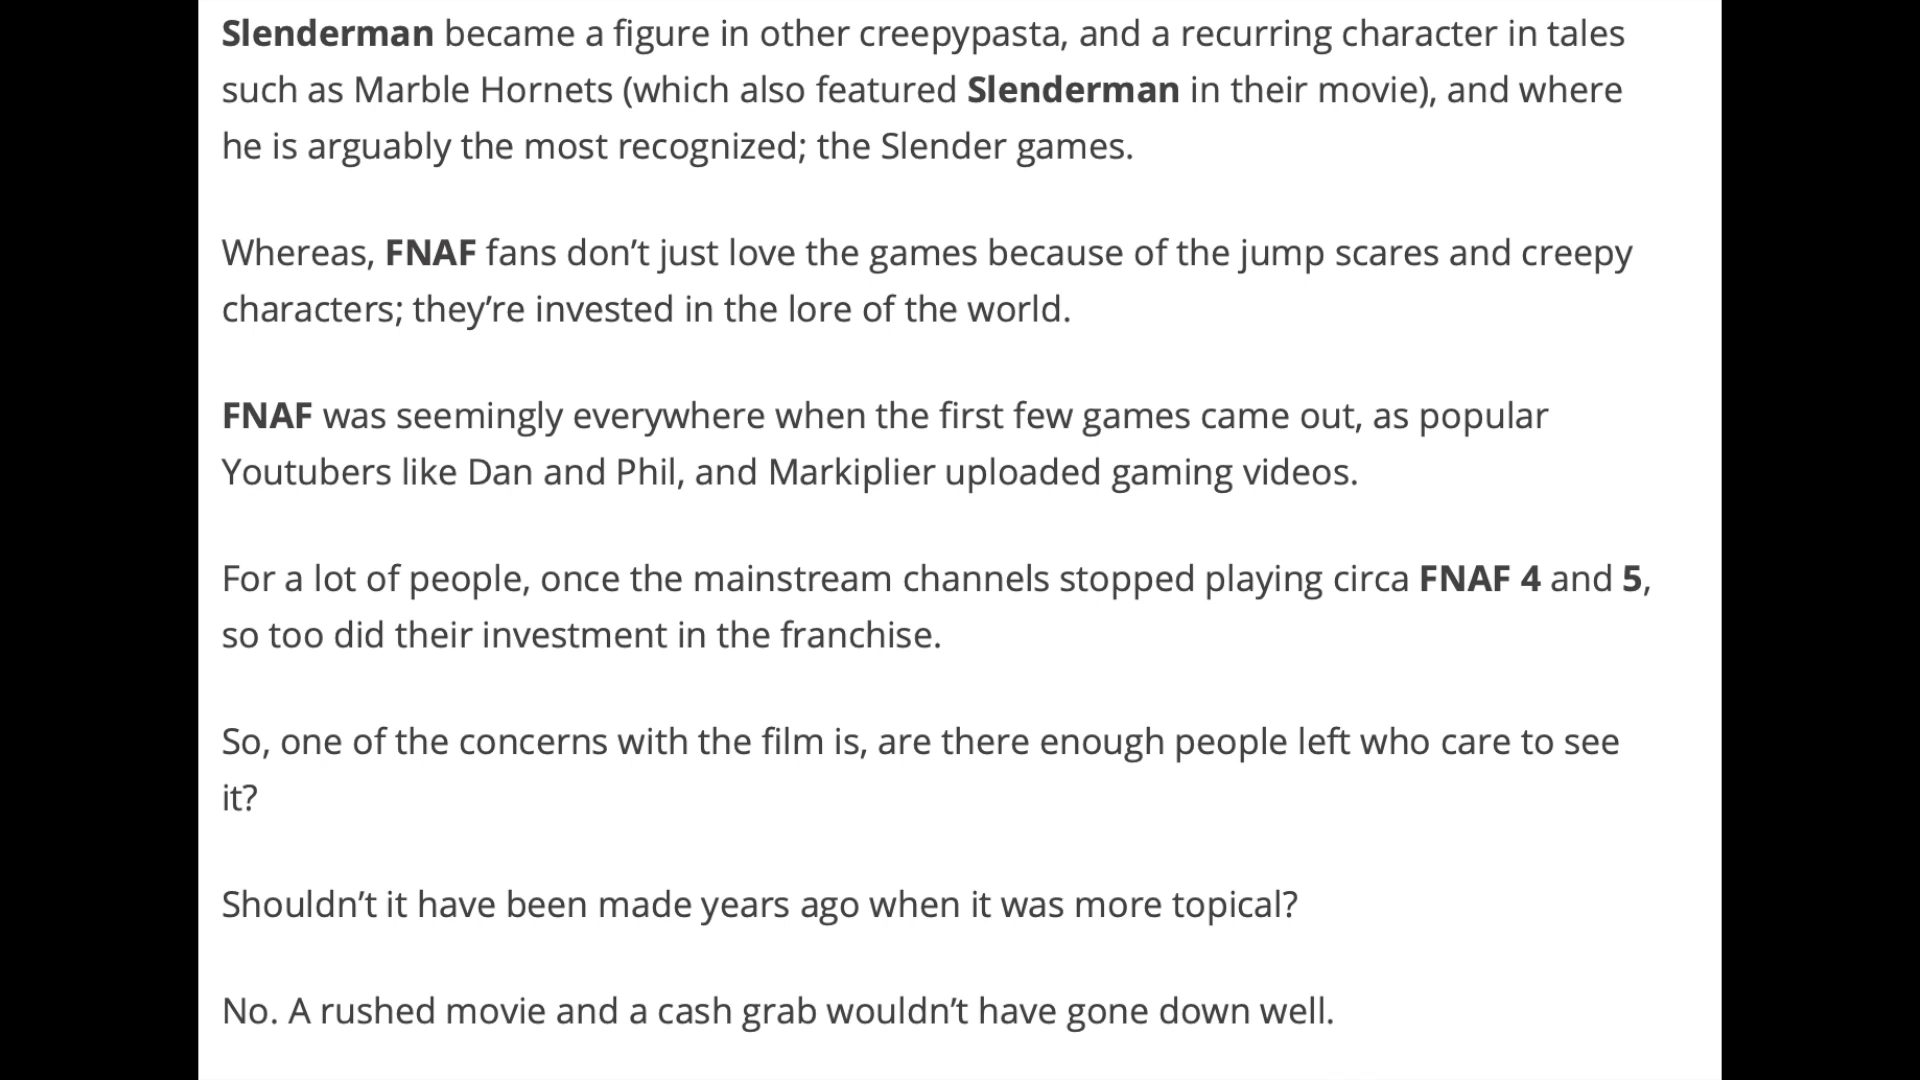 Slenderman became a figure in other creepypasta, and a recurring character in tales
such as Marble Hornets (which also featured Slenderman in their movie), and where
he is arguably the most recognized; the Slender games.
Whereas, FNAF fans don’t just love the games because of the jump scares and creepy
characters; they’re invested in the lore of the world.
FNAF was seemingly everywhere when the first few games came out, as popular
Youtubers like Dan and Phil, and Markiplier uploaded gaming videos.
For a lot of people, once the mainstream channels stopped playing circa FNAF 4 and 5,
so too did their investment in the franchise.
So, one of the concerns with the film is, are there enough people left who care to see
it?
Shouldn’t it have been made years ago when it was more topical?
No. A rushed movie and a cash grab wouldn’t have gone down well.